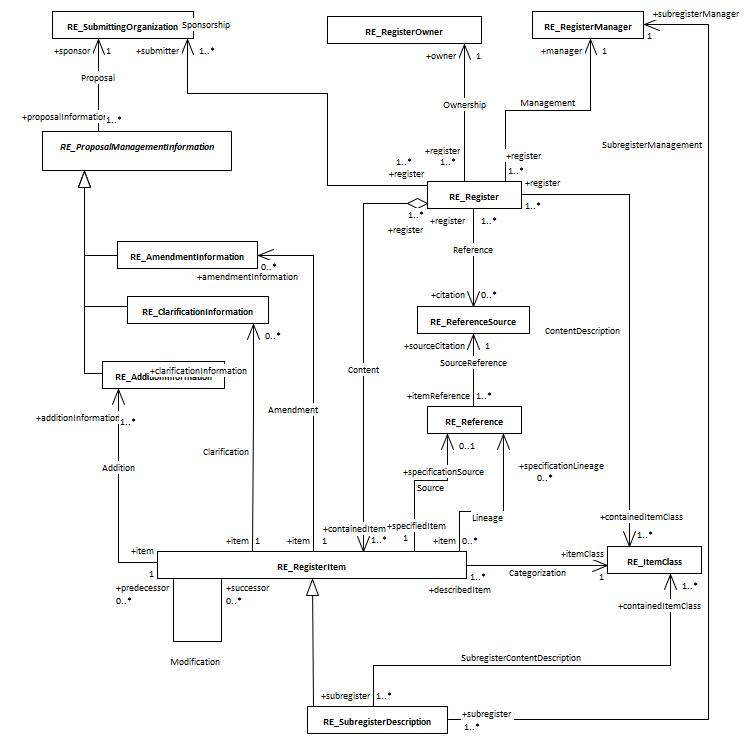 RE_SubmittingOrganization
Sponsorship
RE_RegisterOwner
RE_RegisterManager
+subregisterManager
1
+sponsor
1
+submitter
1..*
+owner
1
+manager
1
Proposal
Ownership
Management
+proposalInformation
1..*
SubregisterManagement
RE_ProposalManagementInformation
+register
1..*
1..*
+register
+register
1..*
+register
1..*
RE_Register
1..*
+register
+register
1..*
Reference
RE_AmendmentInformation
0..*
+amendmentInformation
+citation
0..*
RE_ClarificationInformation
0..*
RE_ReferenceSource
ContentDescription
+sourceCitation
1
SourceReference
Content
+clarificationInformation
+itemReference
1..*
Amendment
+additionInformation
1..*
RE_Reference
0..1
Clarification
Addition
+specificationSource
+specificationLineage
0..*
Source
Lineage
+containedItemClass
+containedItem
+specifiedItem
1..*
1
+item
1
+item
1
+item
0..*
1..*
+item
1
+itemClass
RE_RegisterItem
RE_ItemClass
Categorization
1..*
1
+describedItem
+predecessor
0..*
+successor
0..*
1..*
+containedItemClass
Modification
SubregisterContentDescription
+subregister
1..*
RE_SubregisterDescription
+subregister
1..*